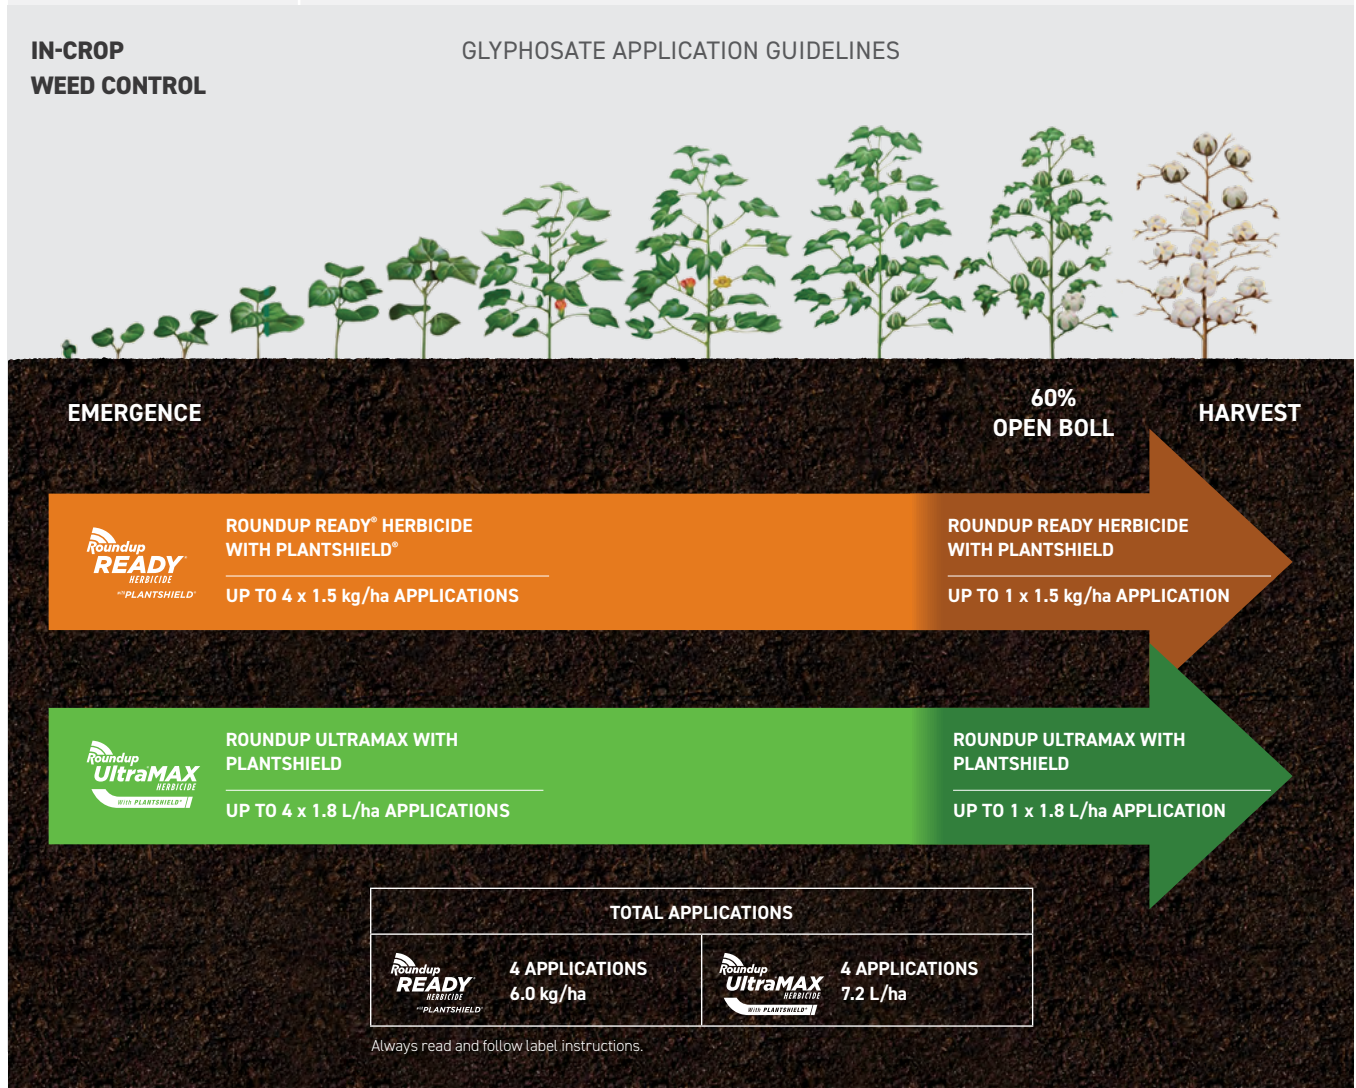 IN-CROP
WEED CONTROL
GLYPHOSATE APPLICATION GUIDELINES
EMERGENCE
60%
OPEN BOLL
HARVEST
Roundup
READY®
HERBICIDE
with PLANTSHIELD®
ROUNDUP READY® HERBICIDE
WITH PLANTSHIELD®
UP TO 4 x 1.5 kg/ha APPLICATIONS
ROUNDUP READY HERBICIDE
WITH PLANTSHIELD
UP TO 1 x 1.5 kg/ha APPLICATION
Roundup
UltraMAX
HERBICIDE
With PLANTSHIELD®
ROUNDUP ULTRAMAX WITH
PLANTSHIELD
UP TO 4 x 1.8 L/ha APPLICATIONS
ROUNDUP ULTRAMAX WITH
PLANTSHIELD
UP TO 1 x 1.8 L/ha APPLICATION
TOTAL APPLICATIONS
Roundup
READY
HERBICIDE
with PLANTSHIELD®
4 APPLICATIONS
6.0 kg/ha
Roundup
UltraMAX
HERBICIDE
With PLANTSHIELD®
4 APPLICATIONS
7.2 L/ha
Always read and follow label instructions.